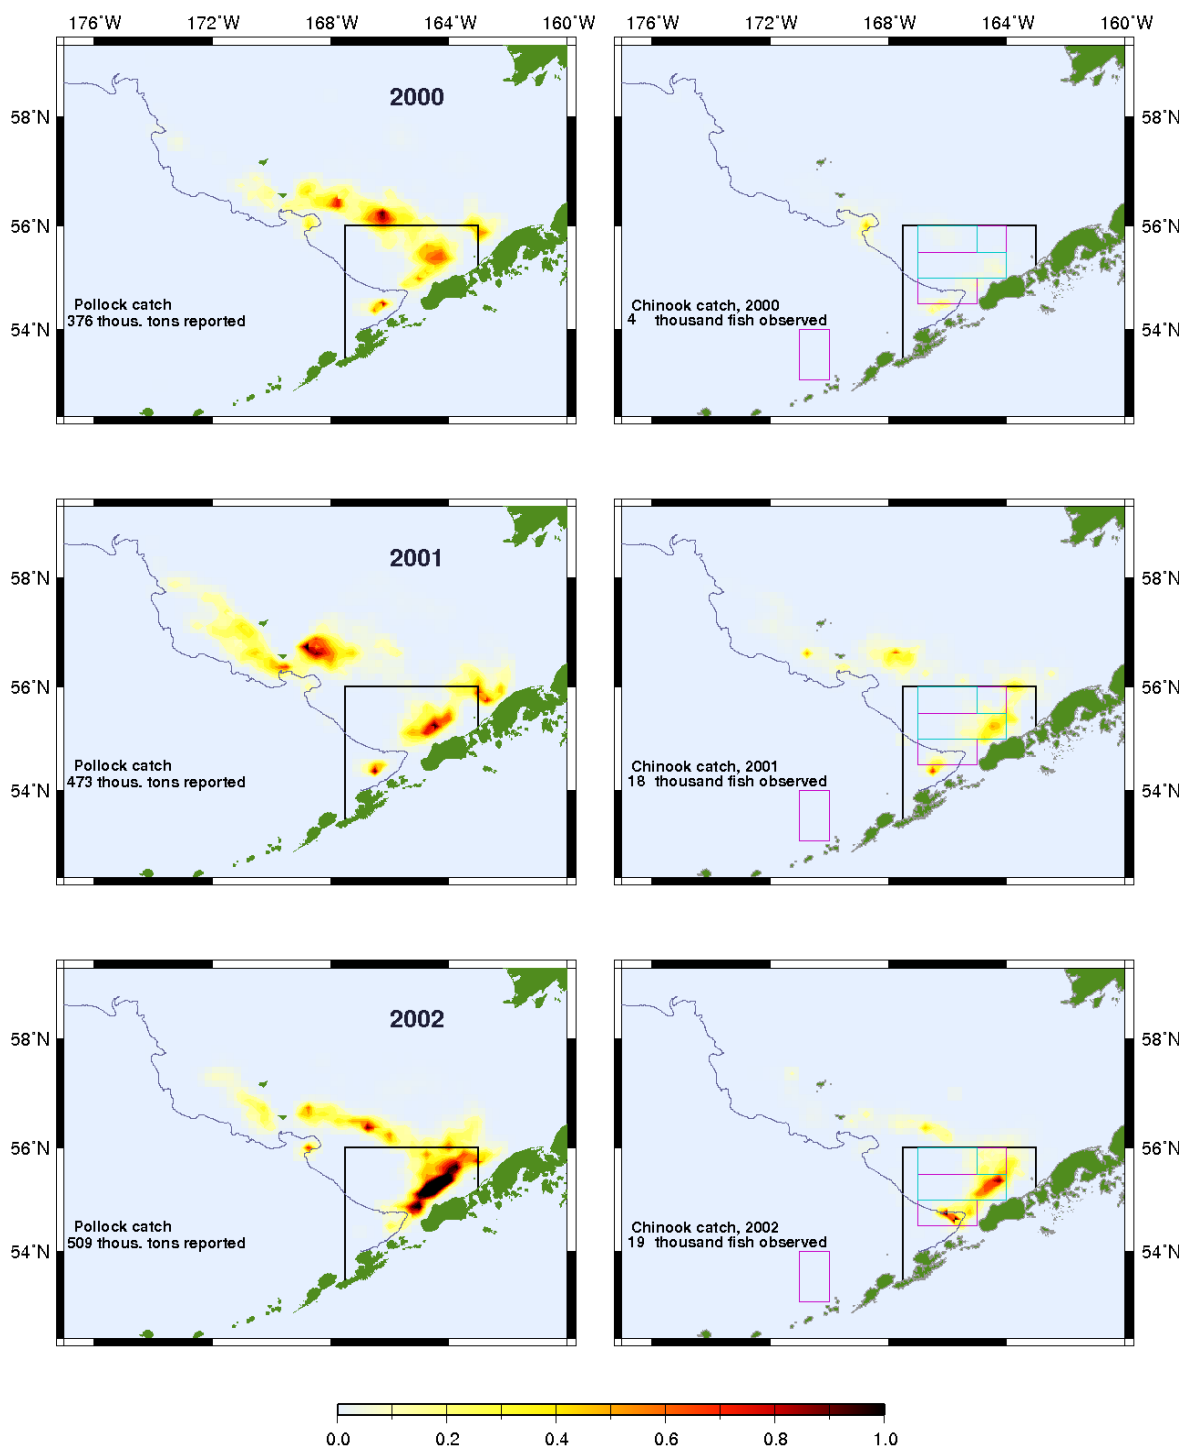 176°W 172°W 168°W 164°W 160°W 176°W 172°W 168°W 164°W 160°W
2000
58°N 58°N
56°N 56°N
Pollock catch Chinook catch, 2000
376 thous. tons reported 4 thousand fish observed
54°N 54°N
2001
58°N 58°N
56°N 56°N
Pollock catch Chinook catch, 2001
473 thous. tons reported 18 thousand fish observed
54°N 54°N
2002
58°N 58°N
56°N 56°N
Pollock catch Chinook catch, 2002
509 thous. tons reported 19 thousand fish observed
54°N 54°N
0.0 0.2 0.4 0.6 0.8 1.0